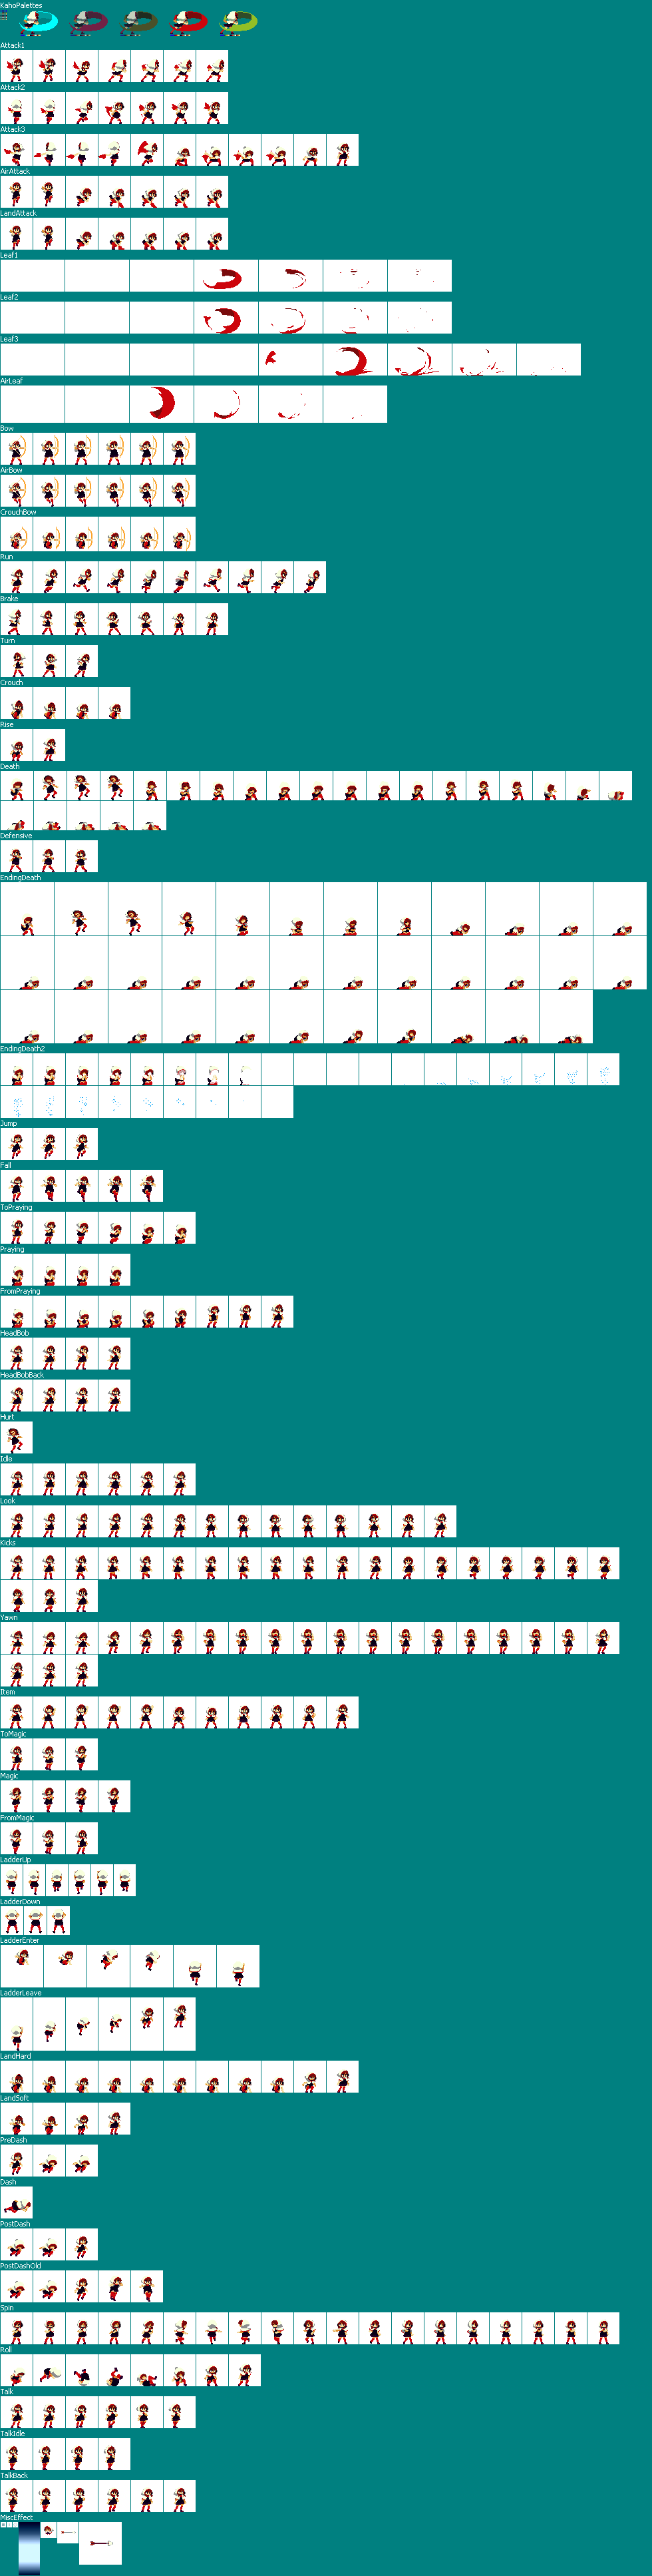 KahoPalettes
Attack1
Attack2
Attack3
AirAttack
LandAttack
Leaf1
Leaf2
Leaf3
AirLeaf
Bow
AirBow
CrouchBow
Run
Brake
Turn
Crouch
Rise
Death
Defensive
EndingDeath
EndingDeath2
Jump
Fall
ToPraying
Praying
FromPraying
HeadBob
HeadBobBack
Hurt
Idle
Look
Kicks
Yawn
Item
ToMagic
Magic
FromMagic
LadderUp
LadderDown
LadderEnter
LadderLeave
LandHard
LandSoft
PreDash
Dash
PostDash
PostDashOld
Spin
Roll
Talk
TalkIdle
TalkBack
MiscEffect